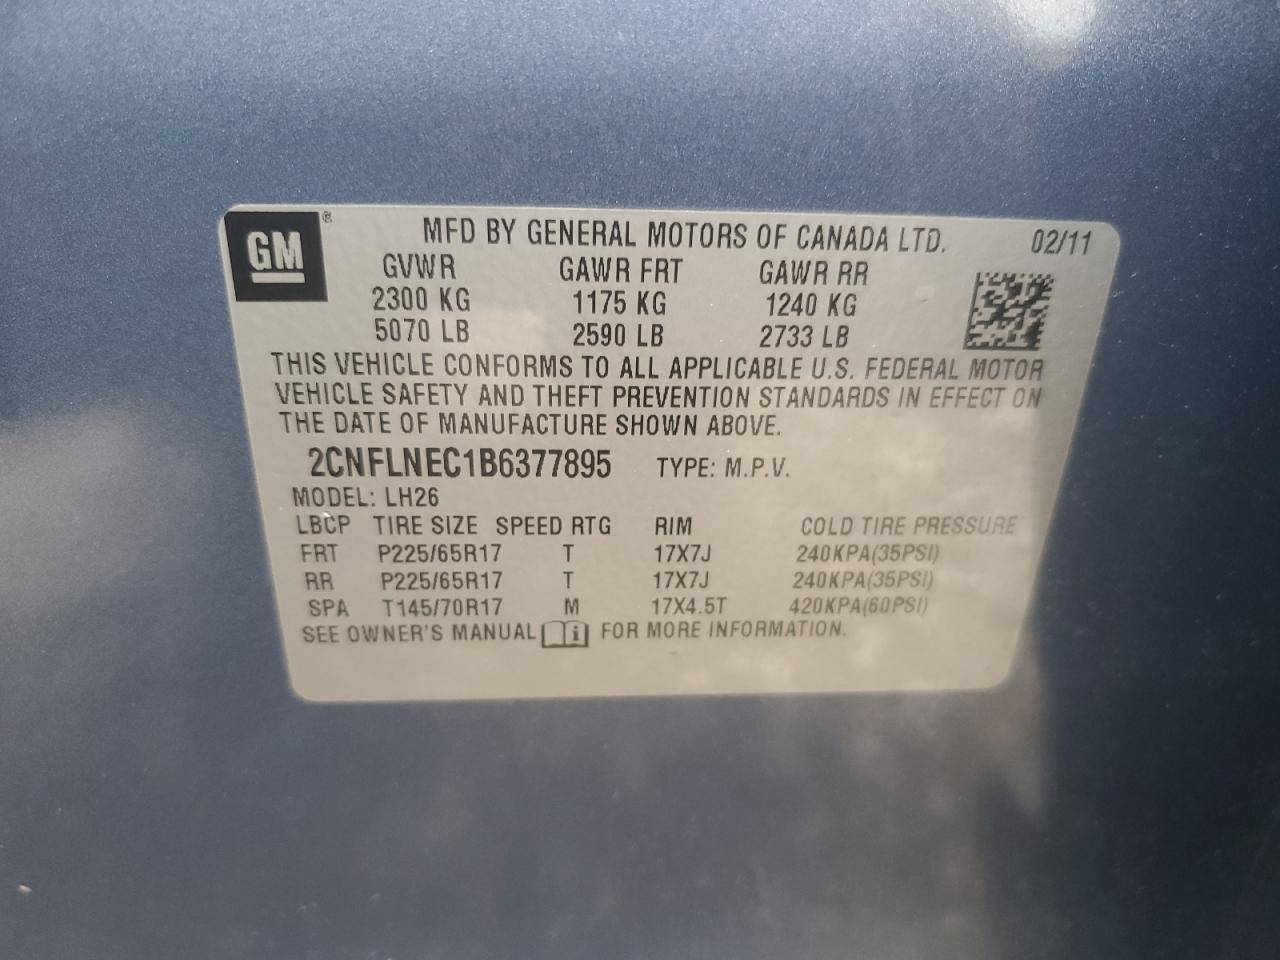 GM ®
MFD BY GENERAL MOTORS OF CANADA LTD. 02/11
GVWR GAWR FRT GAWR RR
2300 KG 1175 KG 1240 KG
5070 LB 2590 LB 2733 LB
THIS VEHICLE CONFORMS TO ALL APPLICABLE U.S. FEDERAL MOTOR
VEHICLE SAFETY AND THEFT PREVENTION STANDARDS IN EFFECT ON
THE DATE OF MANUFACTURE SHOWN ABOVE.
2CNFLNEC1B6377895 TYPE: M.P.V.
MODEL: LH26
LBCP TIRE SIZE SPEED RTG RIM COLD TIRE PRESSURE
FRT P225/65R17 T 17X7J 240KPA(35PSI)
RR P225/65R17 T 17X7J 240KPA(35PSI)
SPA T145/70R17 M 17X4.5T 420KPA(60PSI)
SEE OWNER'S MANUAL i FOR MORE INFORMATION.